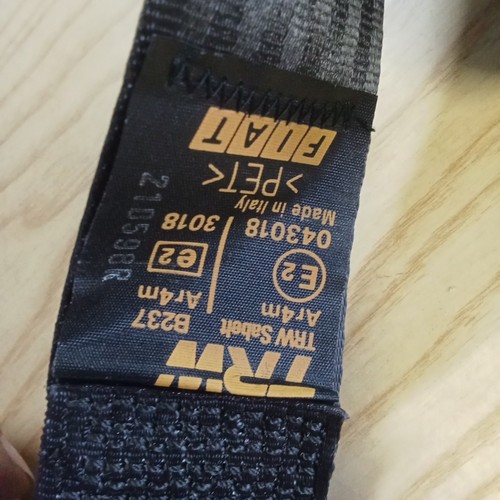 TRW
TRW Sabelt
B237
E2 Ar4m
e2 Ar4m
043018
3018
Made in Italy
>PET<
FIAT
210598R